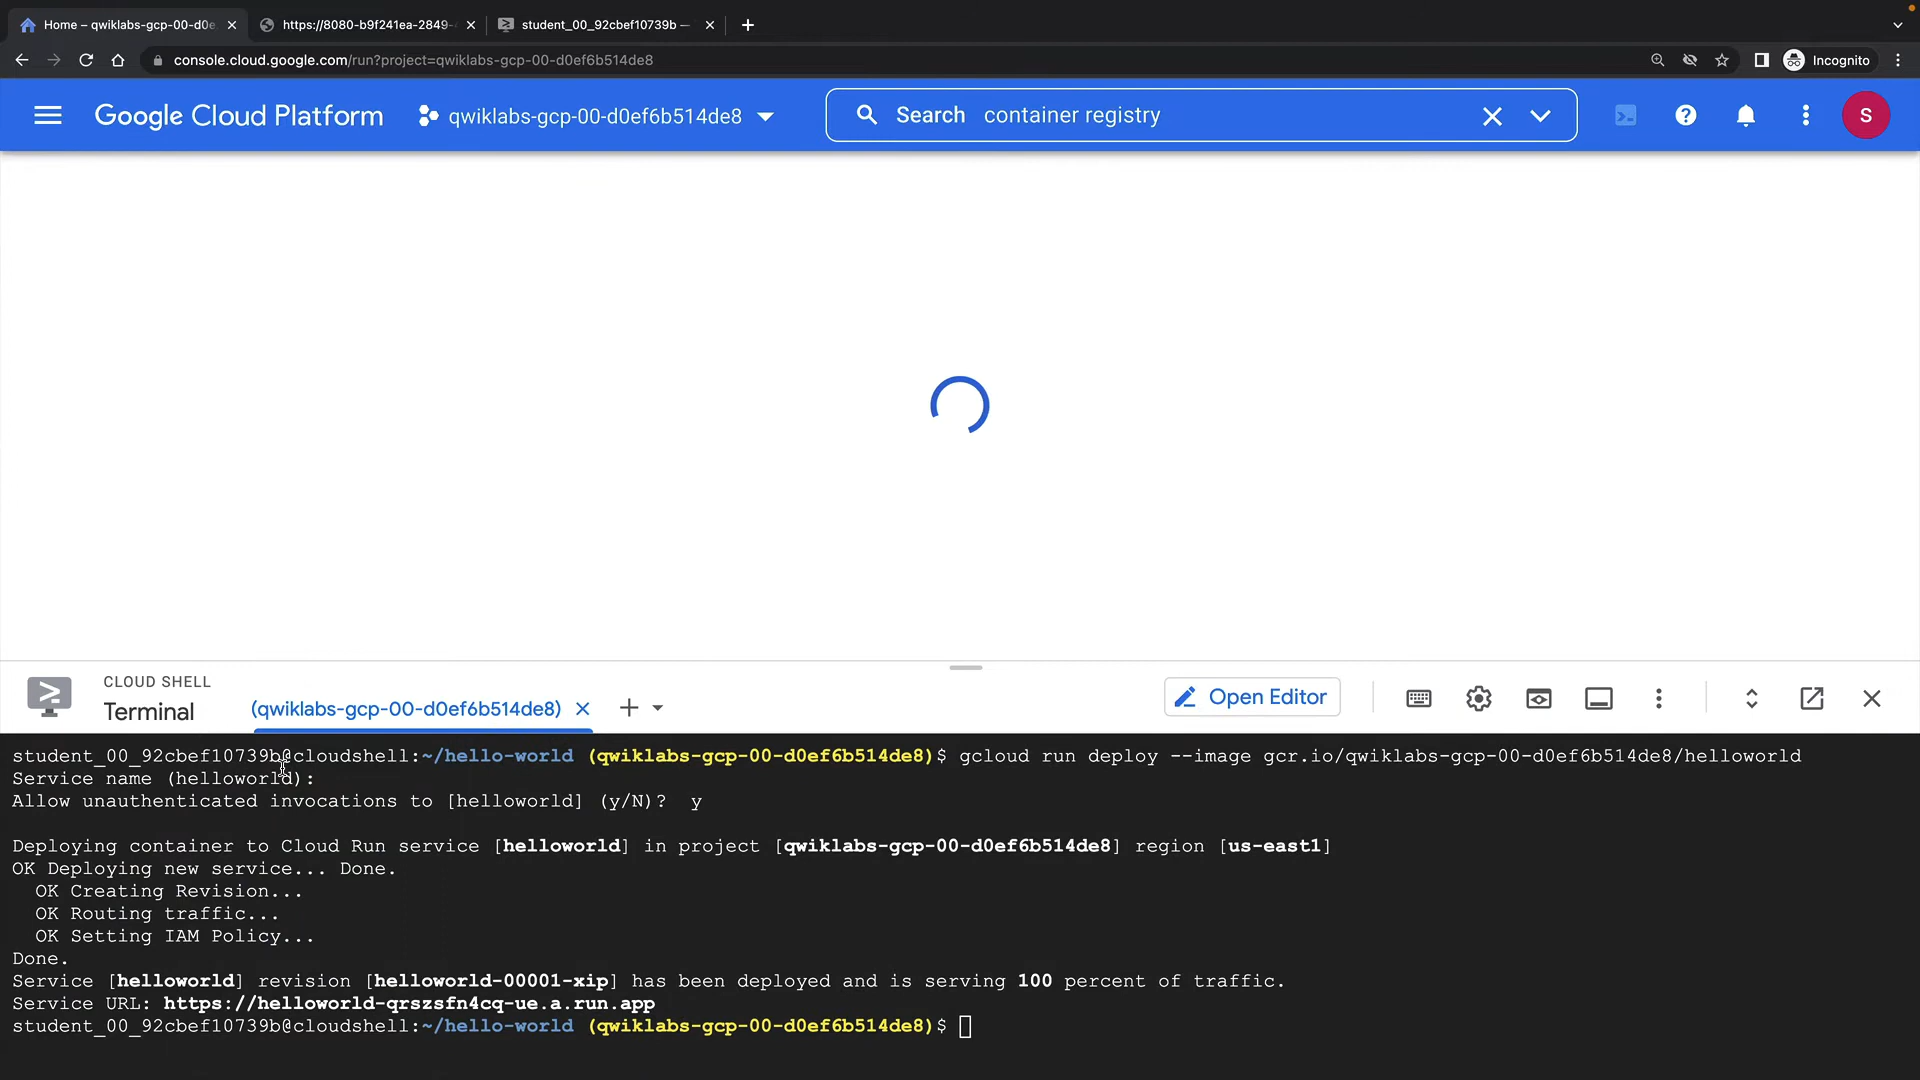 Home – qwiklabs-gcp-00-d0e
https://8080-b9f241ea-2849-
student_00_92cbef10739b –
console.cloud.google.com/run?project=qwiklabs-gcp-00-d0ef6b514de8
Incognito
Google Cloud Platform
qwiklabs-gcp-00-d0ef6b514de8
Search container registry
S
CLOUD SHELL
Terminal
(qwiklabs-gcp-00-d0ef6b514de8)
Open Editor
student_00_92cbef10739b@cloudshell:~/hello-world (qwiklabs-gcp-00-d0ef6b514de8)$ gcloud run deploy --image gcr.io/qwiklabs-gcp-00-d0ef6b514de8/helloworld
Service name (helloworld):
Allow unauthenticated invocations to [helloworld] (y/N)?  y
Deploying container to Cloud Run service [helloworld] in project [qwiklabs-gcp-00-d0ef6b514de8] region [us-east1]
OK Deploying new service... Done.
OK Creating Revision...
OK Routing traffic...
OK Setting IAM Policy...
Done.
Service [helloworld] revision [helloworld-00001-xip] has been deployed and is serving 100 percent of traffic.
Service URL: https://helloworld-qrszsfn4cq-ue.a.run.app
student_00_92cbef10739b@cloudshell:~/hello-world (qwiklabs-gcp-00-d0ef6b514de8)$